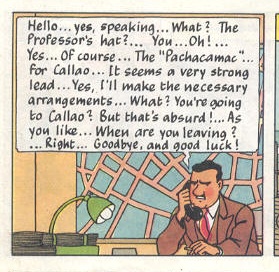 Hello...yes, speaking...What? The
Professor's hat?... You...Oh!...
Yes...Of course... The "Pachacamac"...
for Callao...It seems a very strong
lead...Yes, I'll make the necessary
arrangements...What? You're going
to Callao? But that's absurd!...As
you like...When are you leaving?
...Right...Goodbye, and good luck!